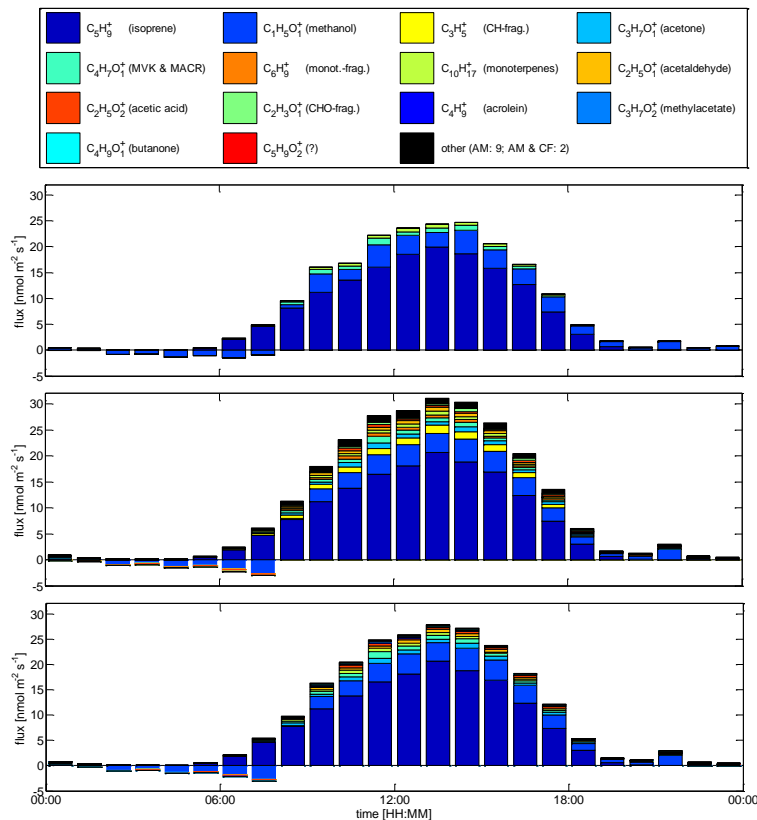 C₅H₉⁺ (isoprene) C₁H₅O₁⁺ (methanol) C₃H₅⁺ (CH-frag.) C₃H₇O₁⁺ (acetone)
C₄H₇O₁⁺ (MVK & MACR) C₆H₉⁺ (monot.-frag.) C₁₀H₁₇⁺ (monoterpenes) C₂H₅O₁⁺ (acetaldehyde)
C₂H₅O₂⁺ (acetic acid) C₂H₃O₁⁺ (CHO-frag.) C₄H₉⁺ (acrolein) C₃H₇O₂⁺ (methylacetate)
C₄H₉O₁⁺ (butanone) C₅H₉O₂⁺ (?) other (AM: 9; AM & CF: 2)
30
25
20
15
10
5
0
-5
flux [nmol m⁻² s⁻¹]
30
25
20
15
10
5
0
-5
flux [nmol m⁻² s⁻¹]
30
25
20
15
10
5
0
-5
flux [nmol m⁻² s⁻¹]
00:00 06:00 12:00 18:00 00:00
time [HH:MM]